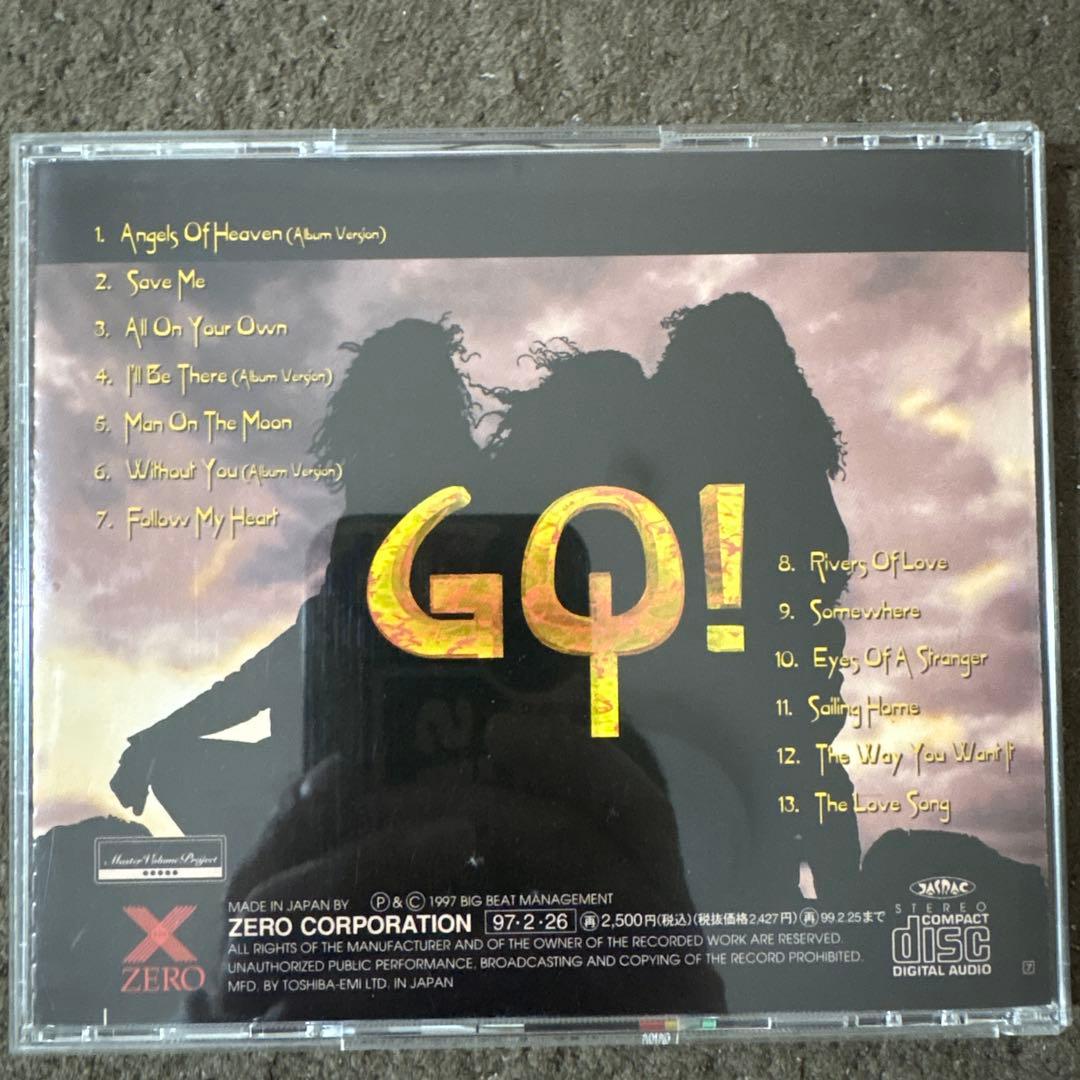 1. Angels Of Heaven (Album Version)
2. Save Me
3. All On Your Own
4. I'll Be There (Album Version)
5. Man On The Moon
6. Without You (Album Version)
7. Follow My Heart
GO!
8. Rivers Of Love
9. Somewhere
10. Eyes Of A Stranger
11. Sailing Home
12. The Way You Want It
13. The Love Song
Master Volume Project
X
ZERO
MADE IN JAPAN BY Ⓟ & © 1997 BIG BEAT MANAGEMENT
ZERO CORPORATION 97・2・26 再 2,500円(税込)(税抜価格2,427円) 再 99.2.25まで
ALL RIGHTS OF THE MANUFACTURER AND OF THE OWNER OF THE RECORDED WORK ARE RESERVED.
UNAUTHORIZED PUBLIC PERFORMANCE, BROADCASTING AND COPYING OF THE RECORD PROHIBITED.
MFD. BY TOSHIBA-EMI LTD. IN JAPAN
JASRAC
STEREO
COMPACT
disc
DIGITAL AUDIO
7